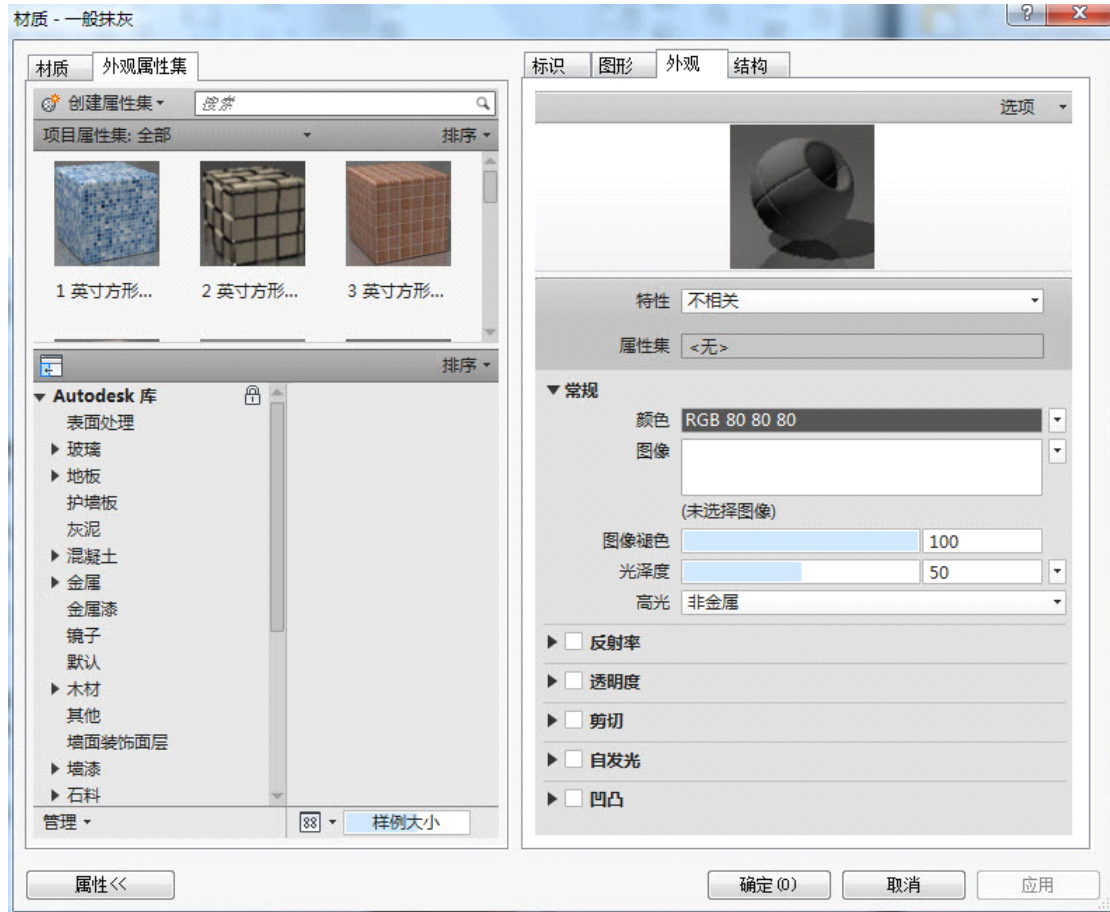 材质 - 一般抹灰
材质 外观属性集
创建属性集 搜索
项目属性集: 全部 排序
1 英寸方形... 2 英寸方形... 3 英寸方形...
排序
Autodesk 库
表面处理
玻璃
地板
护墙板
灰泥
混凝土
金属
金属漆
镜子
默认
木材
其他
墙面装饰面层
墙漆
石料
管理 样例大小
标识 图形 外观 结构
选项
特性 不相关
属性集 <无>
常规
颜色 RGB 80 80 80
图像
(未选择图像)
图像褪色 100
光泽度 50
高光 非金属
反射率
透明度
剪切
自发光
凹凸
属性<< 确定(O) 取消 应用